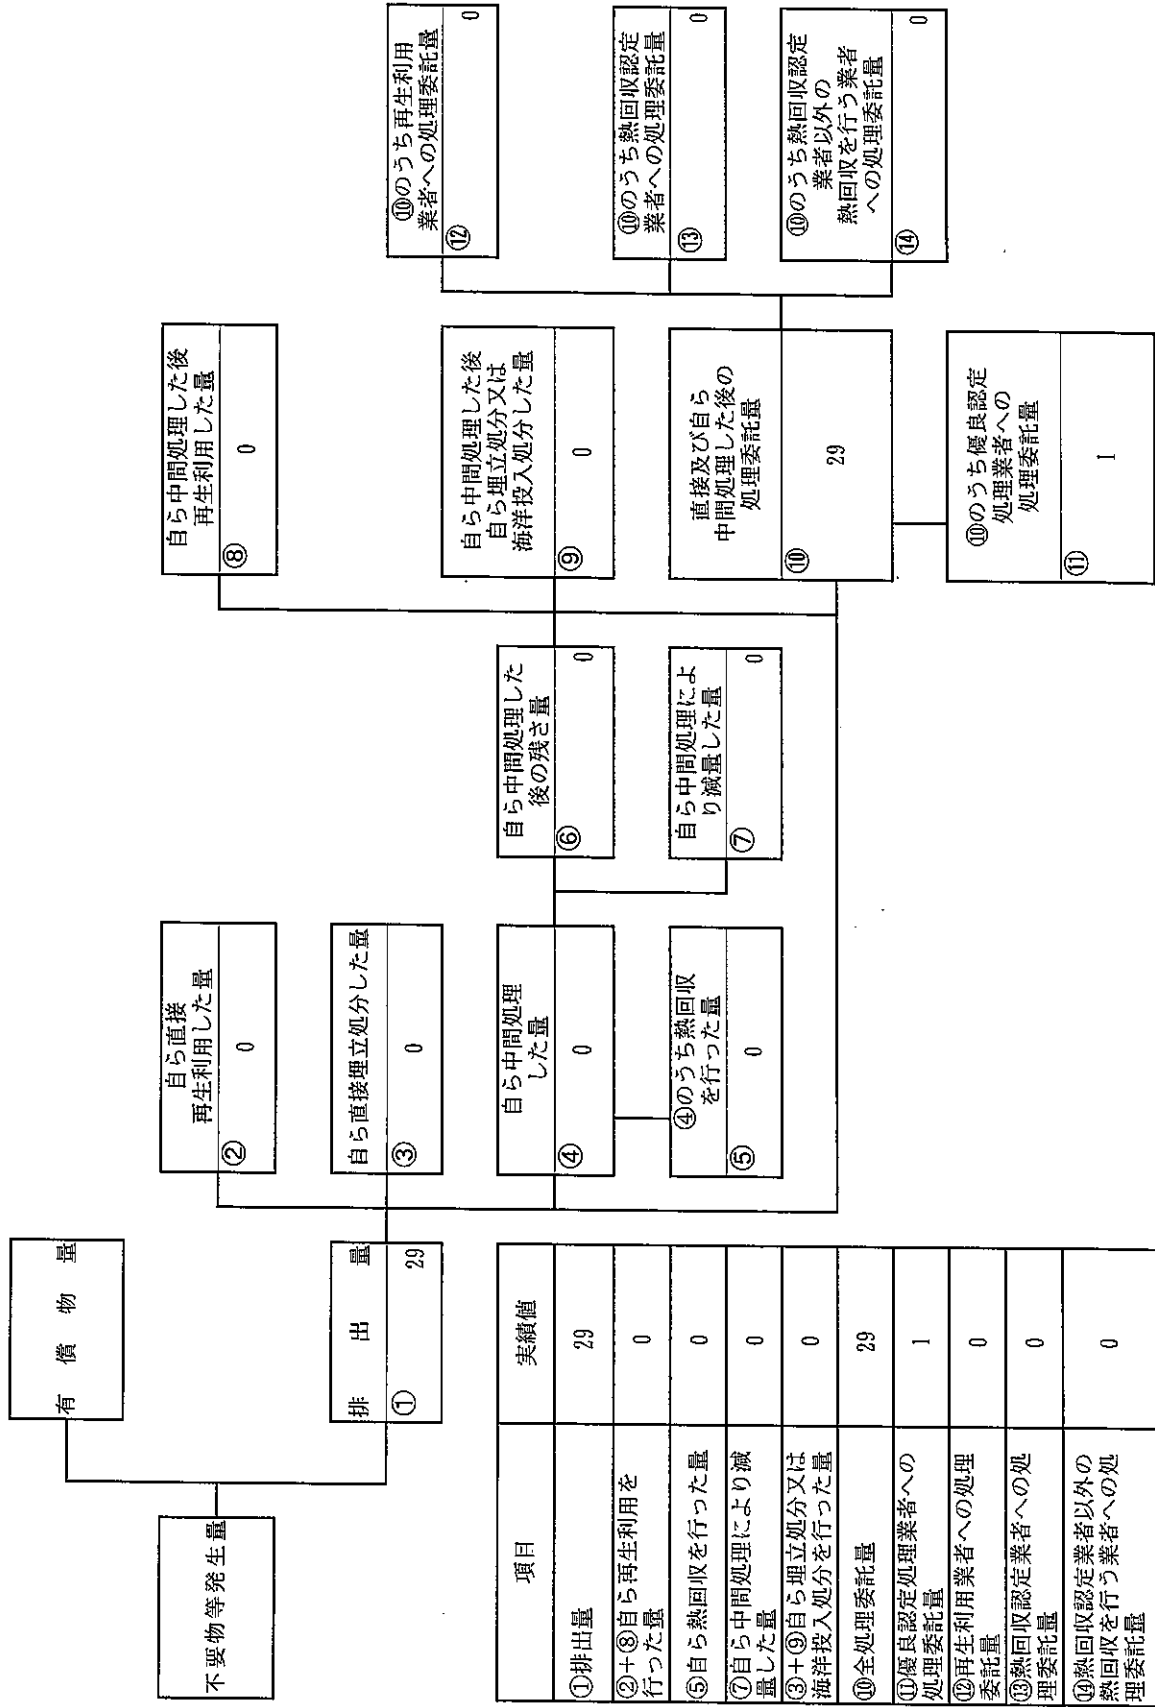 不要物等発生量
有償物量
排出量
①
29
自ら直接
再生利用した量
②
0
自ら直接埋立処分した量
③
0
自ら中間処理
した量
④
0
④のうち熱回収
を行った量
⑤
0
自ら中間処理した
後の残さ量
⑥
0
自ら中間処理によ
り減量した量
⑦
0
自ら中間処理した後
再生利用した量
⑧
0
自ら中間処理した後
自ら埋立処分又は
海洋投入処分した量
⑨
0
直接及び自ら
中間処理した後の
処理委託量
⑩
29
⑩のうち優良認定
処理業者への
処理委託量
⑪
1
⑩のうち再生利用
業者への処理委託量
⑫
0
⑩のうち熱回収認定
業者への処理委託量
⑬
0
⑩のうち熱回収認定
業者以外の
熱回収を行う業者
への処理委託量
⑭
0
項目 実績値
①排出量 29
②+⑧自ら再生利用を
行った量 0
⑤自ら熱回収を行った量 0
⑦自ら中間処理により減
量した量 0
③+⑨自ら埋立処分又は
海洋投入処分を行った量 0
⑩全処理委託量 29
⑪優良認定処理業者への
処理委託量 1
⑫再生利用業者への処理
委託量 0
⑬熱回収認定業者への処
理委託量 0
⑭熱回収認定業者以外の
熱回収を行う業者への処
理委託量 0